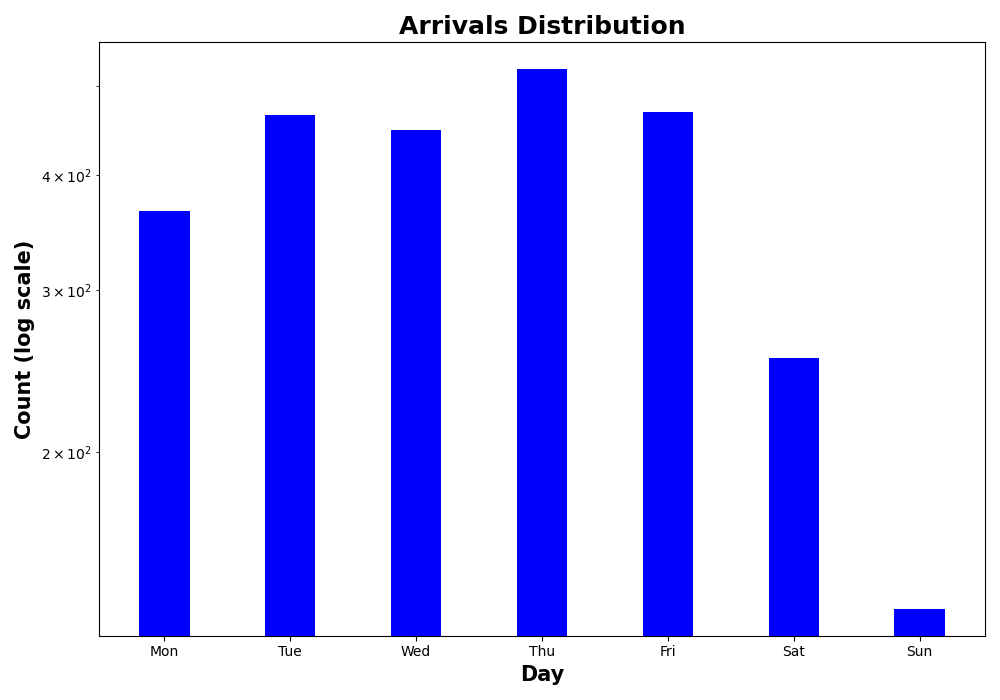 Arrivals Distribution
Count (log scale)
4 × 10²
3 × 10²
2 × 10²
Mon Tue Wed Thu Fri Sat Sun
Day